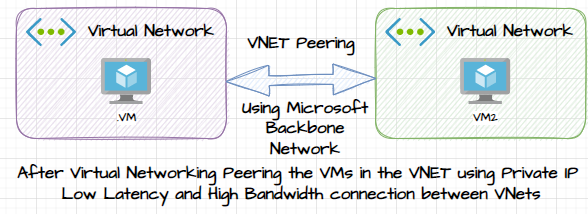 Virtual Network
VM
VNET Peering
Using Microsoft
Backbone
Network
Virtual Network
VM2
After Virtual Networking Peering the VMs in the VNET using Private IP
Low Latency and High Bandwidth connection between VNets